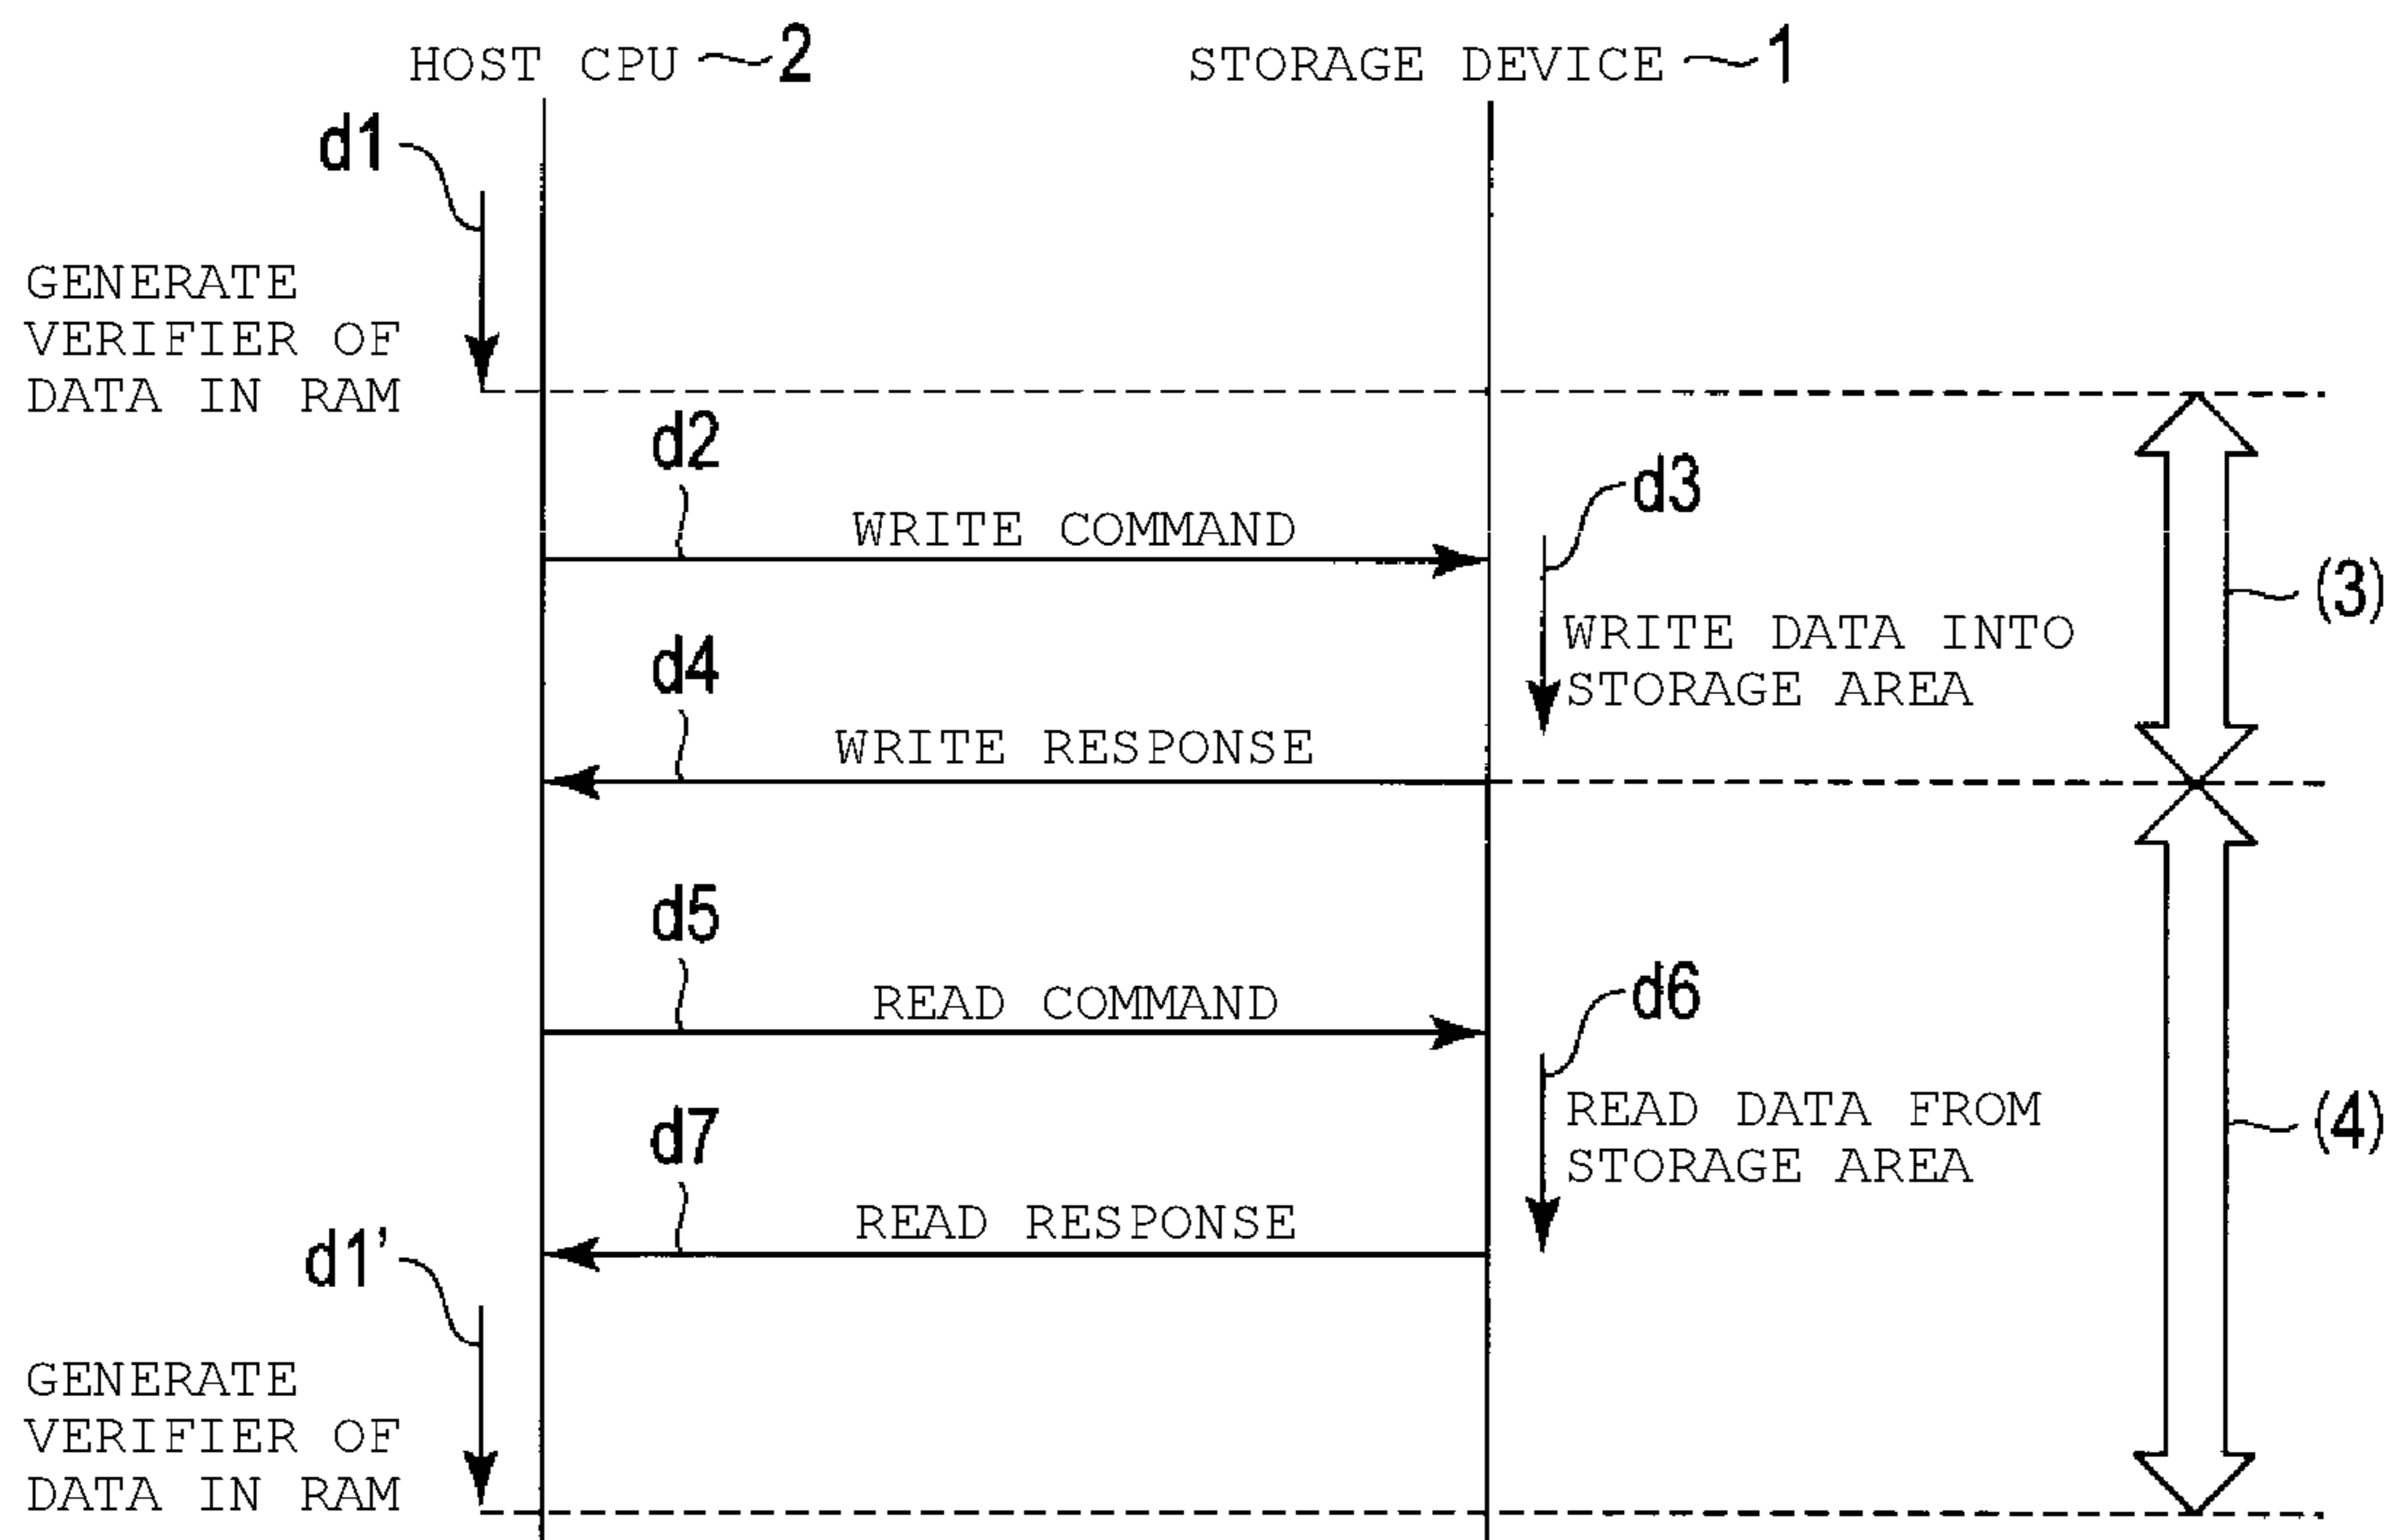 HOST CPU 2
STORAGE DEVICE 1
d1
GENERATE
VERIFIER OF
DATA IN RAM
d2
WRITE COMMAND
d3
WRITE DATA INTO
STORAGE AREA
(3)
d4
WRITE RESPONSE
d5
READ COMMAND
d6
READ DATA FROM
STORAGE AREA
(4)
d7
READ RESPONSE
d1’
GENERATE
VERIFIER OF
DATA IN RAM